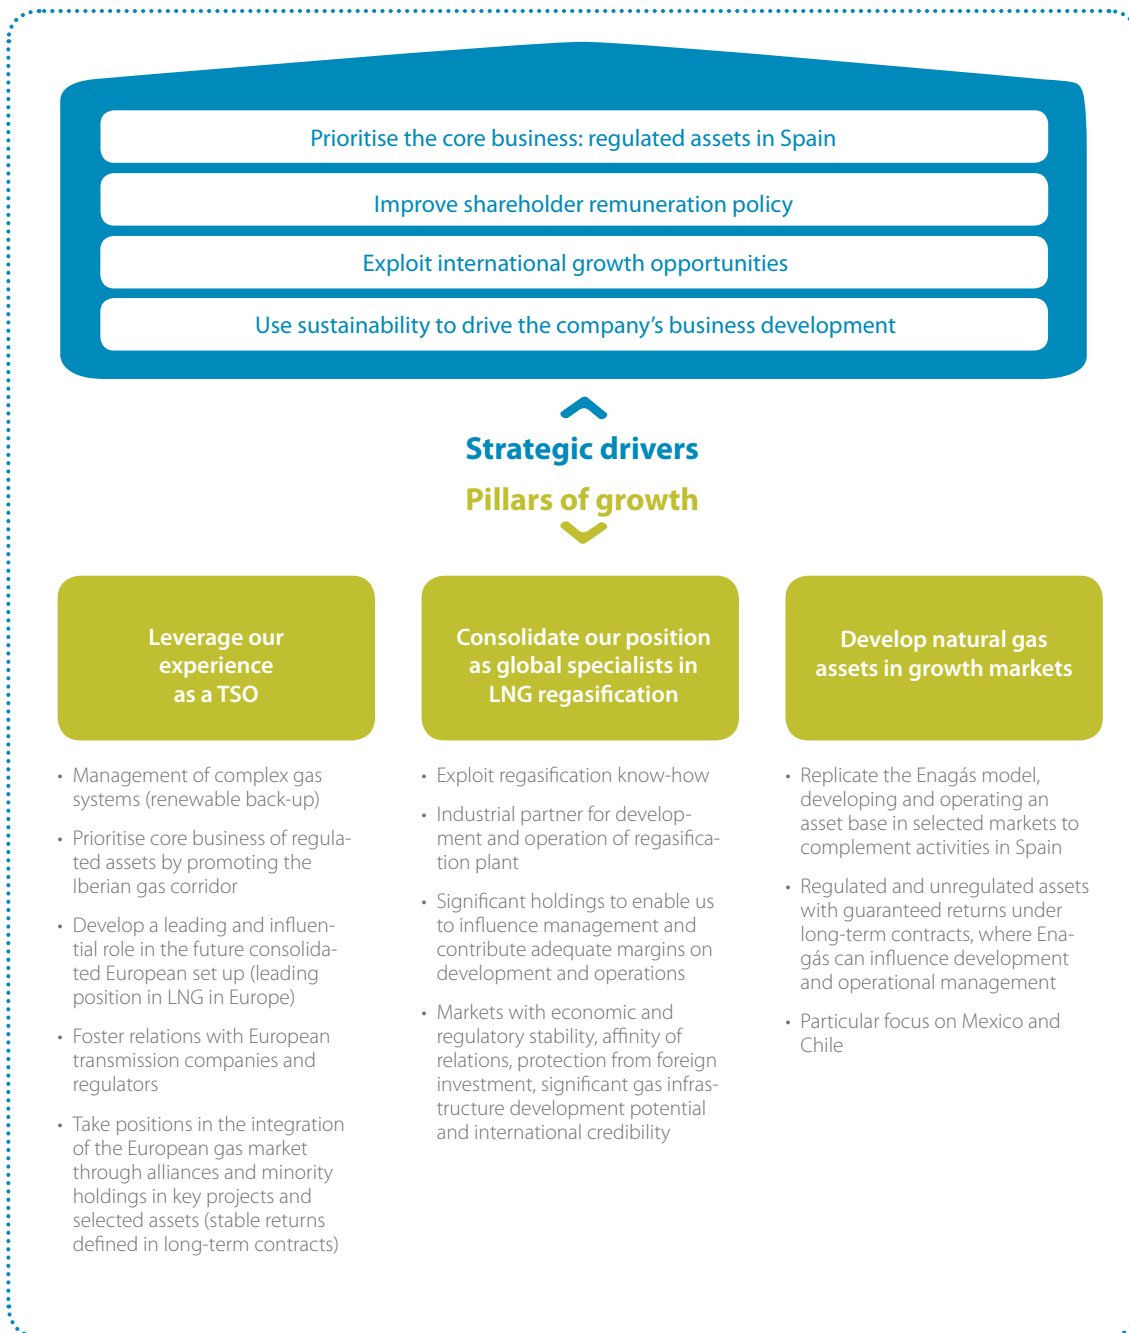 Prioritise the core business: regulated assets in Spain
Improve shareholder remuneration policy
Exploit international growth opportunities
Use sustainability to drive the company’s business development
Strategic drivers
Pillars of growth
Leverage our
experience
as a TSO
• Management of complex gas
systems (renewable back-up)
• Prioritise core business of regula-
ted assets by promoting the
Iberian gas corridor
• Develop a leading and influen-
tial role in the future consolida-
ted European set up (leading
position in LNG in Europe)
• Foster relations with European
transmission companies and
regulators
• Take positions in the integration
of the European gas market
through alliances and minority
holdings in key projects and
selected assets (stable returns
defined in long-term contracts)
Consolidate our position
as global specialists in
LNG regasification
• Exploit regasification know-how
• Industrial partner for develop-
ment and operation of regasifica-
tion plant
• Significant holdings to enable us
to influence management and
contribute adequate margins on
development and operations
• Markets with economic and
regulatory stability, affinity of
relations, protection from foreign
investment, significant gas infras-
tructure development potential
and international credibility
Develop natural gas
assets in growth markets
• Replicate the Enagás model,
developing and operating an
asset base in selected markets to
complement activities in Spain
• Regulated and unregulated assets
with guaranteed returns under
long-term contracts, where Ena-
gás can influence development
and operational management
• Particular focus on Mexico and
Chile